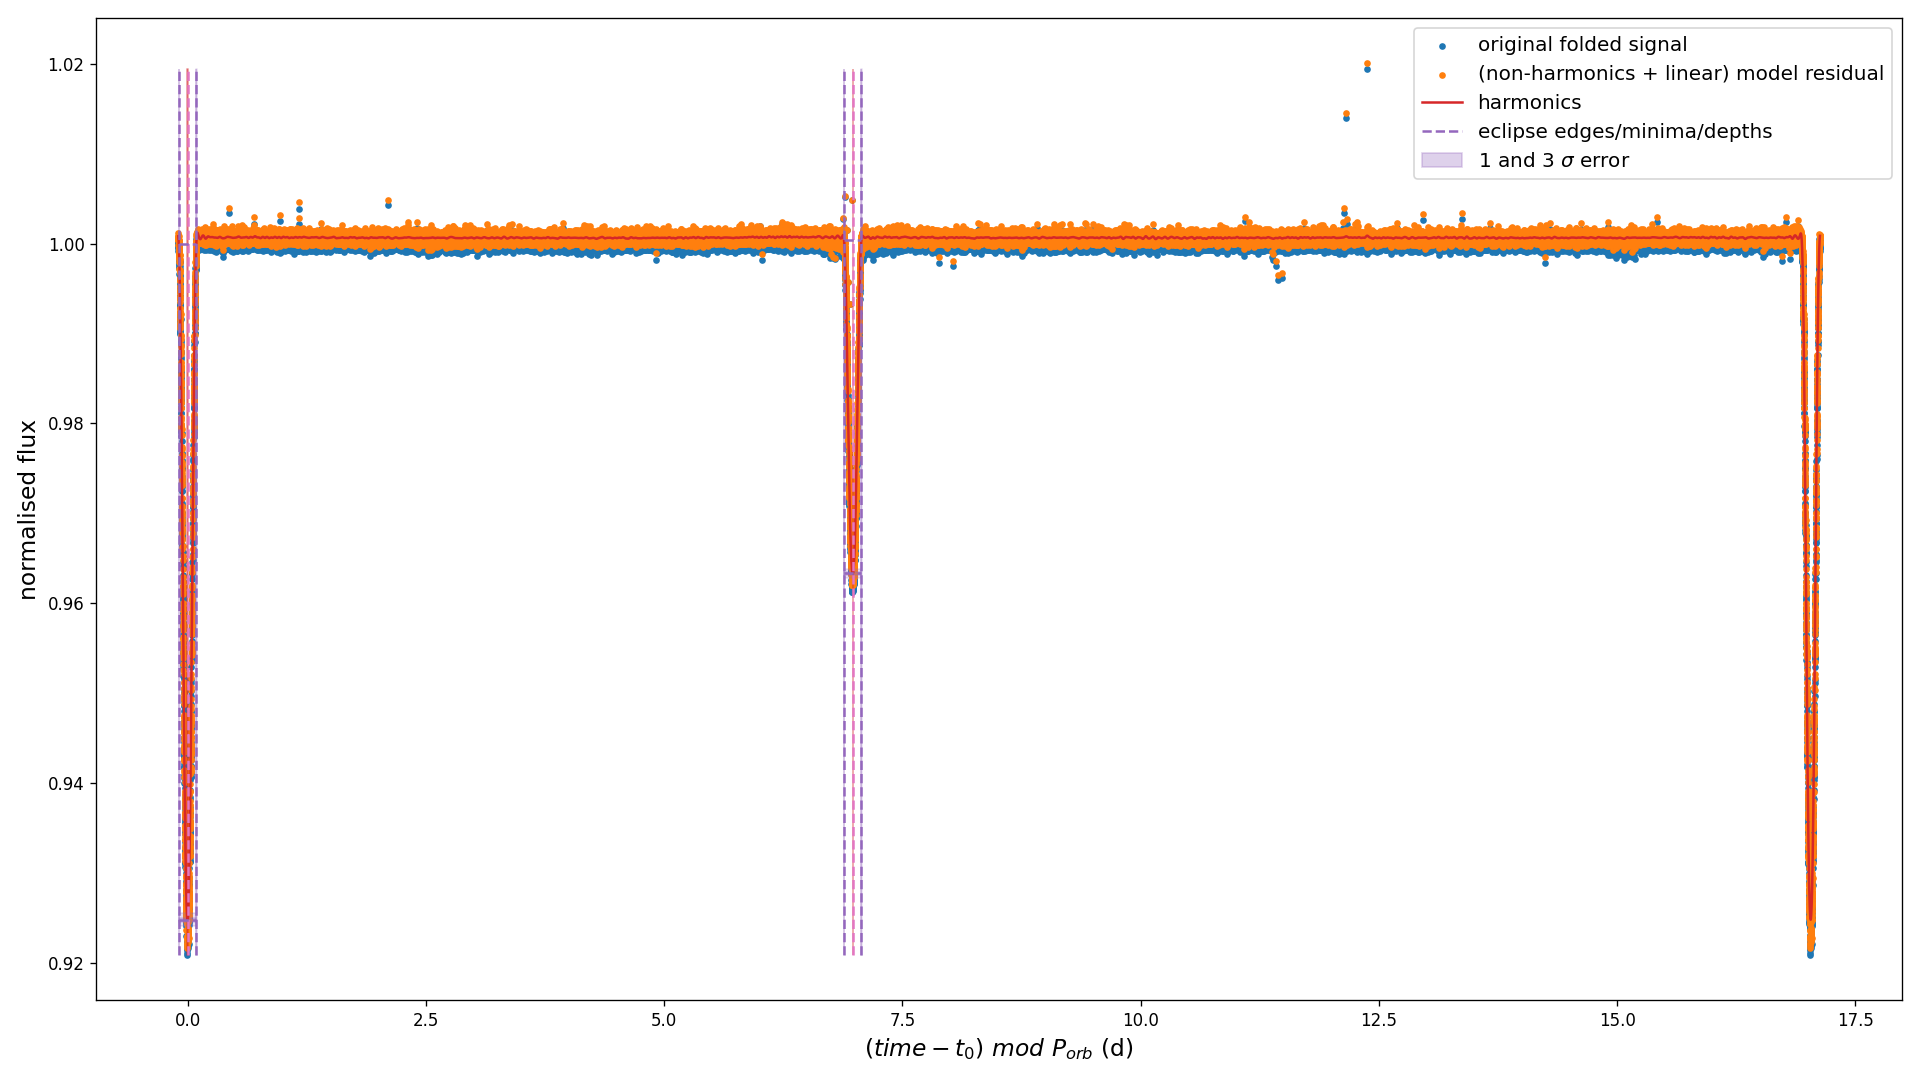 original folded signal
(non-harmonics + linear) model residual
harmonics
eclipse edges/minima/depths
1 and 3 σ error
normalised flux
1.02
1.00
0.98
0.96
0.94
0.92
0.0 2.5 5.0 7.5 10.0 12.5 15.0 17.5
(time − t₀) mod Pₒᵣb (d)